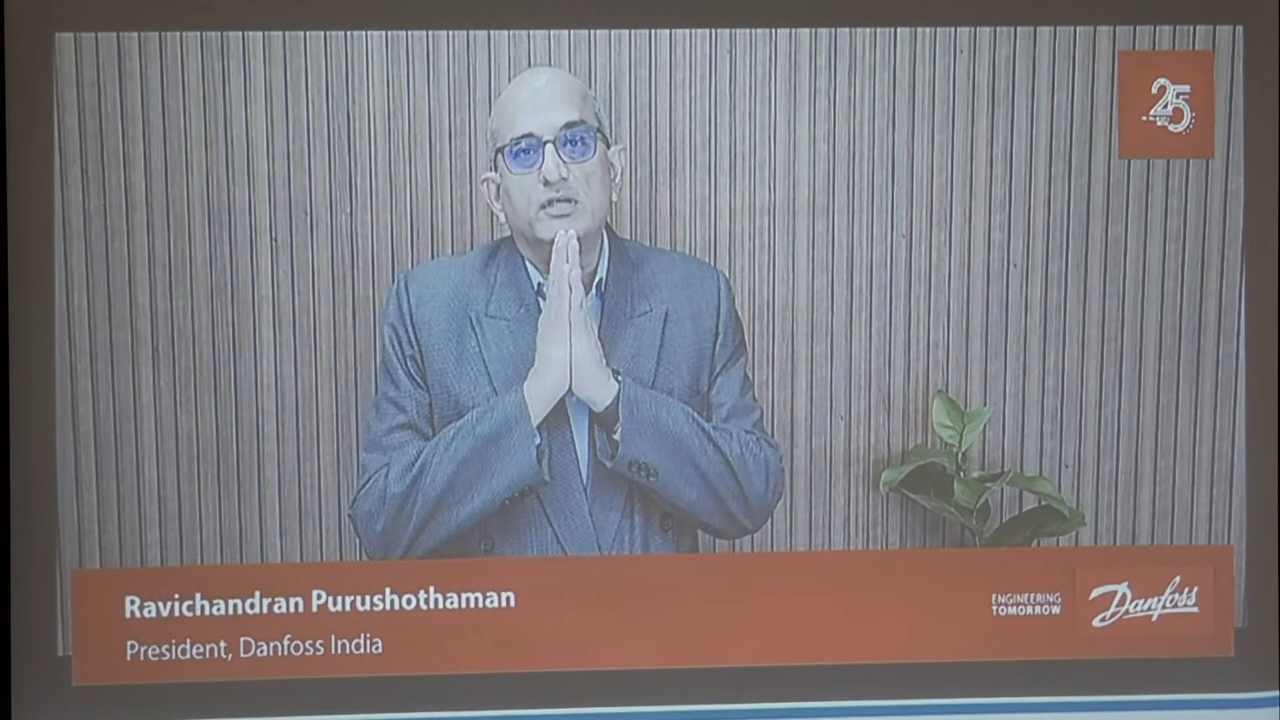 25
Ravichandran Purushothaman
President, Danfoss India
ENGINEERING
TOMORROW
Danfoss